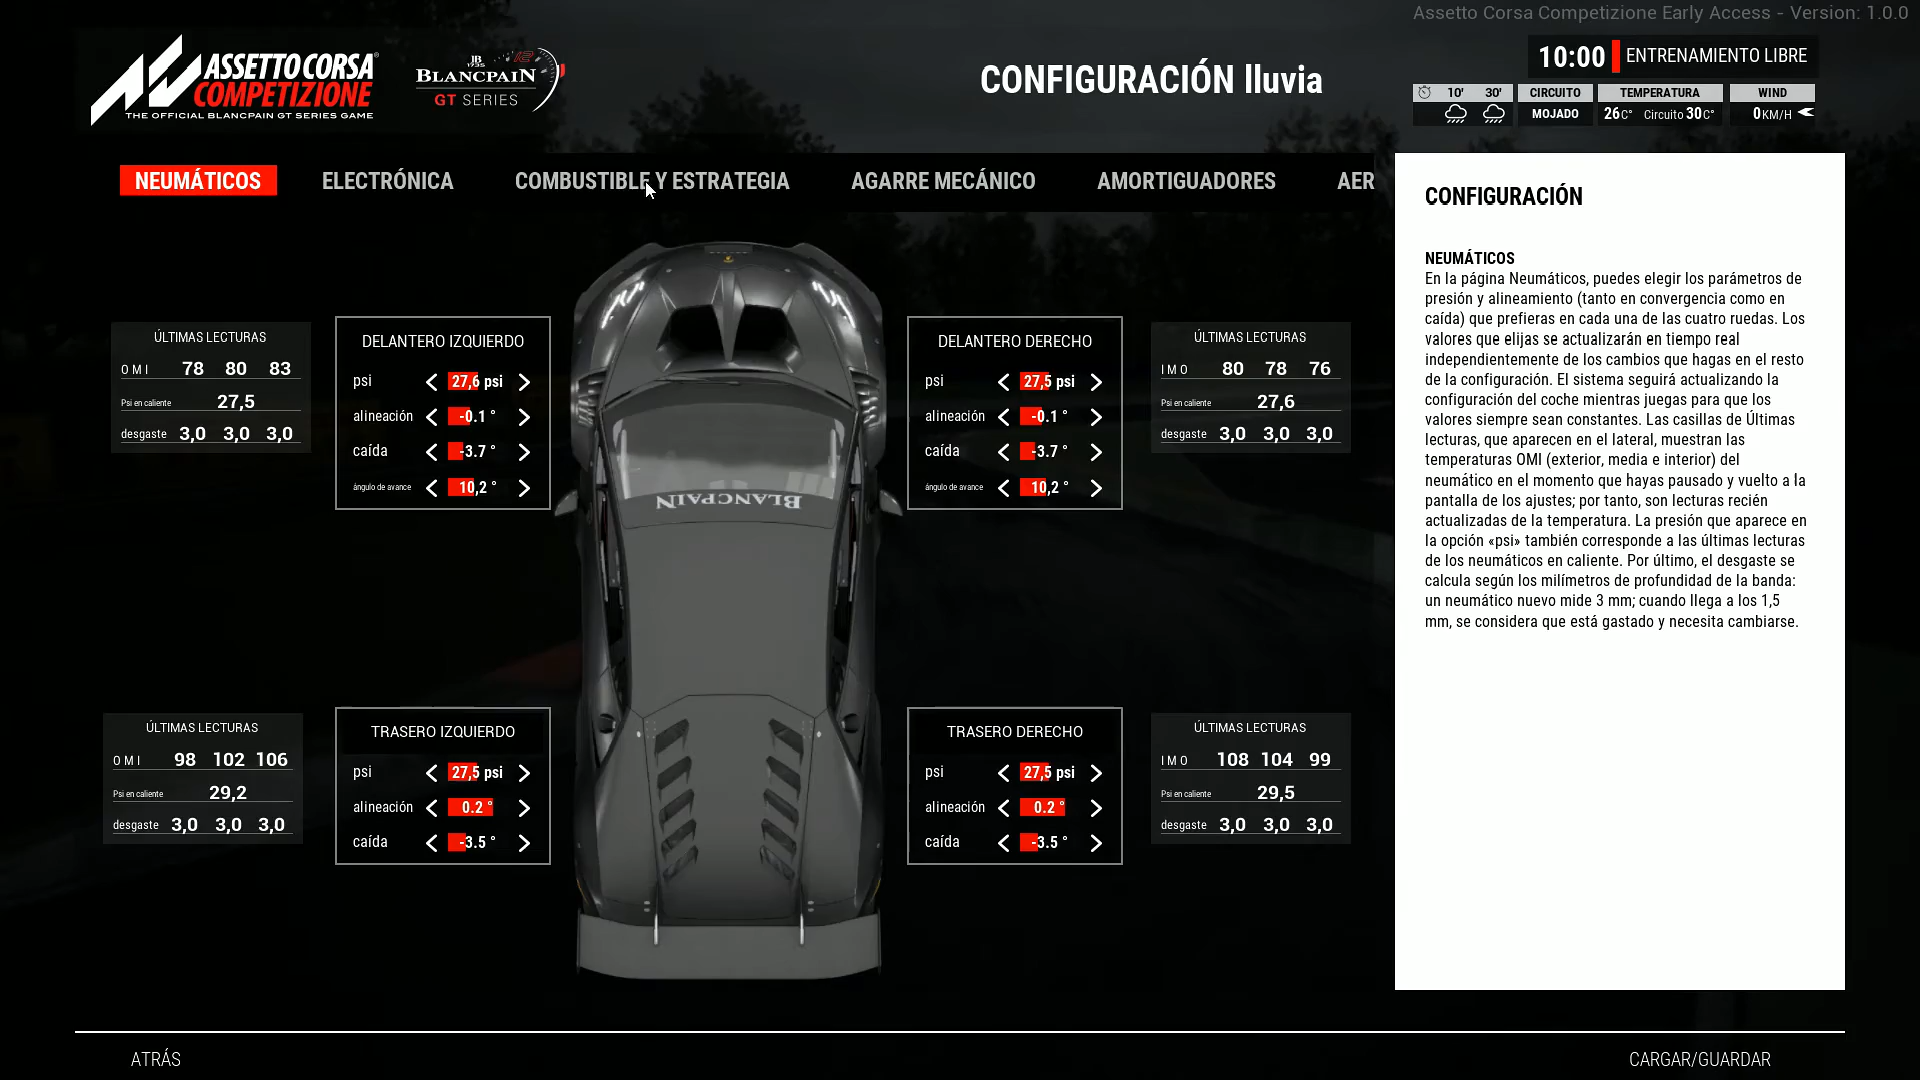 Assetto Corsa Competizione Early Access - Version: 1.0.0
ASSETTO CORSA
COMPETIZIONE
THE OFFICIAL BLANCPAIN GT SERIES GAME
JB
1735
BLANCPAIN
GT SERIES
CONFIGURACIÓN lluvia
10:00 ENTRENAMIENTO LIBRE
10' 30' CIRCUITO TEMPERATURA WIND
MOJADO 26C° Circuito 30C° 0KM/H
NEUMÁTICOS ELECTRÓNICA COMBUSTIBLE Y ESTRATEGIA AGARRE MECÁNICO AMORTIGUADORES AER
ÚLTIMAS LECTURAS
O M I 78 80 83
Psi en caliente 27,5
desgaste 3,0 3,0 3,0
DELANTERO IZQUIERDO
psi 27,6 psi
alineación -0.1 °
caída -3.7 °
ángulo de avance 10,2 °
DELANTERO DERECHO
psi 27,5 psi
alineación -0.1 °
caída -3.7 °
ángulo de avance 10,2 °
ÚLTIMAS LECTURAS
I M O 80 78 76
Psi en caliente 27,6
desgaste 3,0 3,0 3,0
BLANCPAIN
ÚLTIMAS LECTURAS
O M I 98 102 106
Psi en caliente 29,2
desgaste 3,0 3,0 3,0
TRASERO IZQUIERDO
psi 27,5 psi
alineación 0.2 °
caída -3.5 °
TRASERO DERECHO
psi 27,5 psi
alineación 0.2 °
caída -3.5 °
ÚLTIMAS LECTURAS
I M O 108 104 99
Psi en caliente 29,5
desgaste 3,0 3,0 3,0
CONFIGURACIÓN
NEUMÁTICOS
En la página Neumáticos, puedes elegir los parámetros de
presión y alineamiento (tanto en convergencia como en
caída) que prefieras en cada una de las cuatro ruedas. Los
valores que elijas se actualizarán en tiempo real
independientemente de los cambios que hagas en el resto
de la configuración. El sistema seguirá actualizando la
configuración del coche mientras juegas para que los
valores siempre sean constantes. Las casillas de Últimas
lecturas, que aparecen en el lateral, muestran las
temperaturas OMI (exterior, media e interior) del
neumático en el momento que hayas pausado y vuelto a la
pantalla de los ajustes; por tanto, son lecturas recién
actualizadas de la temperatura. La presión que aparece en
la opción «psi» también corresponde a las últimas lecturas
de los neumáticos en caliente. Por último, el desgaste se
calcula según los milímetros de profundidad de la banda:
un neumático nuevo mide 3 mm; cuando llega a los 1,5
mm, se considera que está gastado y necesita cambiarse.
ATRÁS
CARGAR/GUARDAR